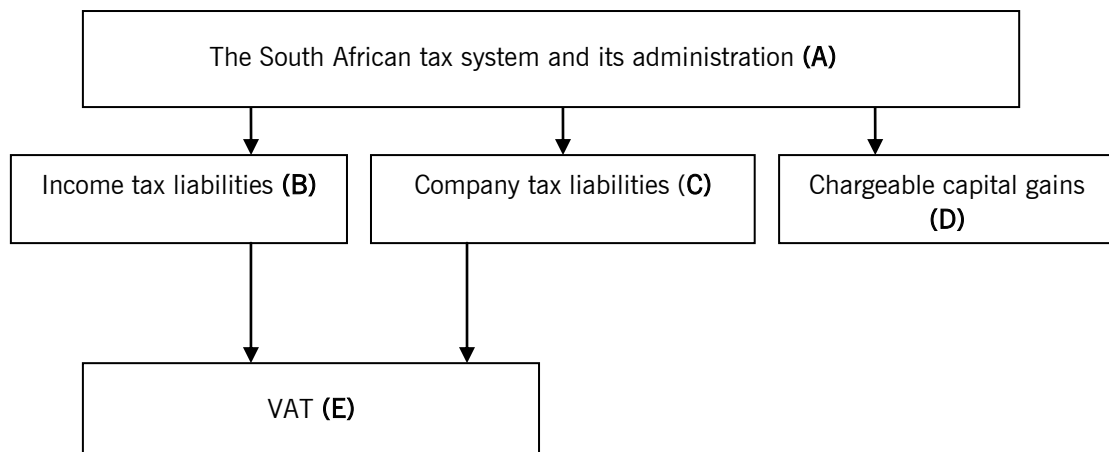 The South African tax system and its administration (A)
Income tax liabilities (B)
Company tax liabilities (C)
Chargeable capital gains
(D)
VAT (E)